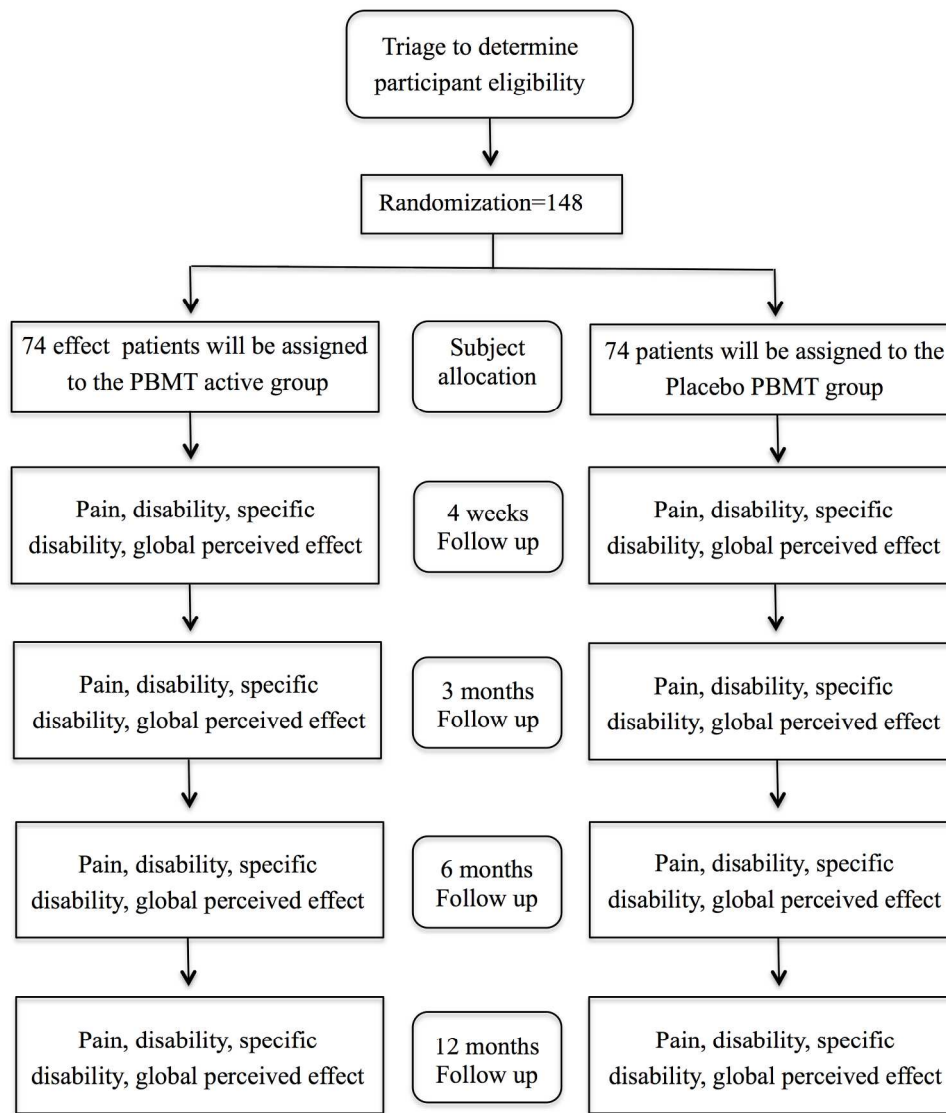 Triage to determine
participant eligibility
Randomization=148
74 effect  patients will be assigned
to the PBMT active group
Subject
allocation
74 patients will be assigned to the
Placebo PBMT group
Pain, disability, specific
disability, global perceived effect
4 weeks
Follow up
Pain, disability, specific
disability, global perceived effect
Pain, disability, specific
disability, global perceived effect
3 months
Follow up
Pain, disability, specific
disability, global perceived effect
Pain, disability, specific
disability, global perceived effect
6 months
Follow up
Pain, disability, specific
disability, global perceived effect
Pain, disability, specific
disability, global perceived effect
12 months
Follow up
Pain, disability, specific
disability, global perceived effect